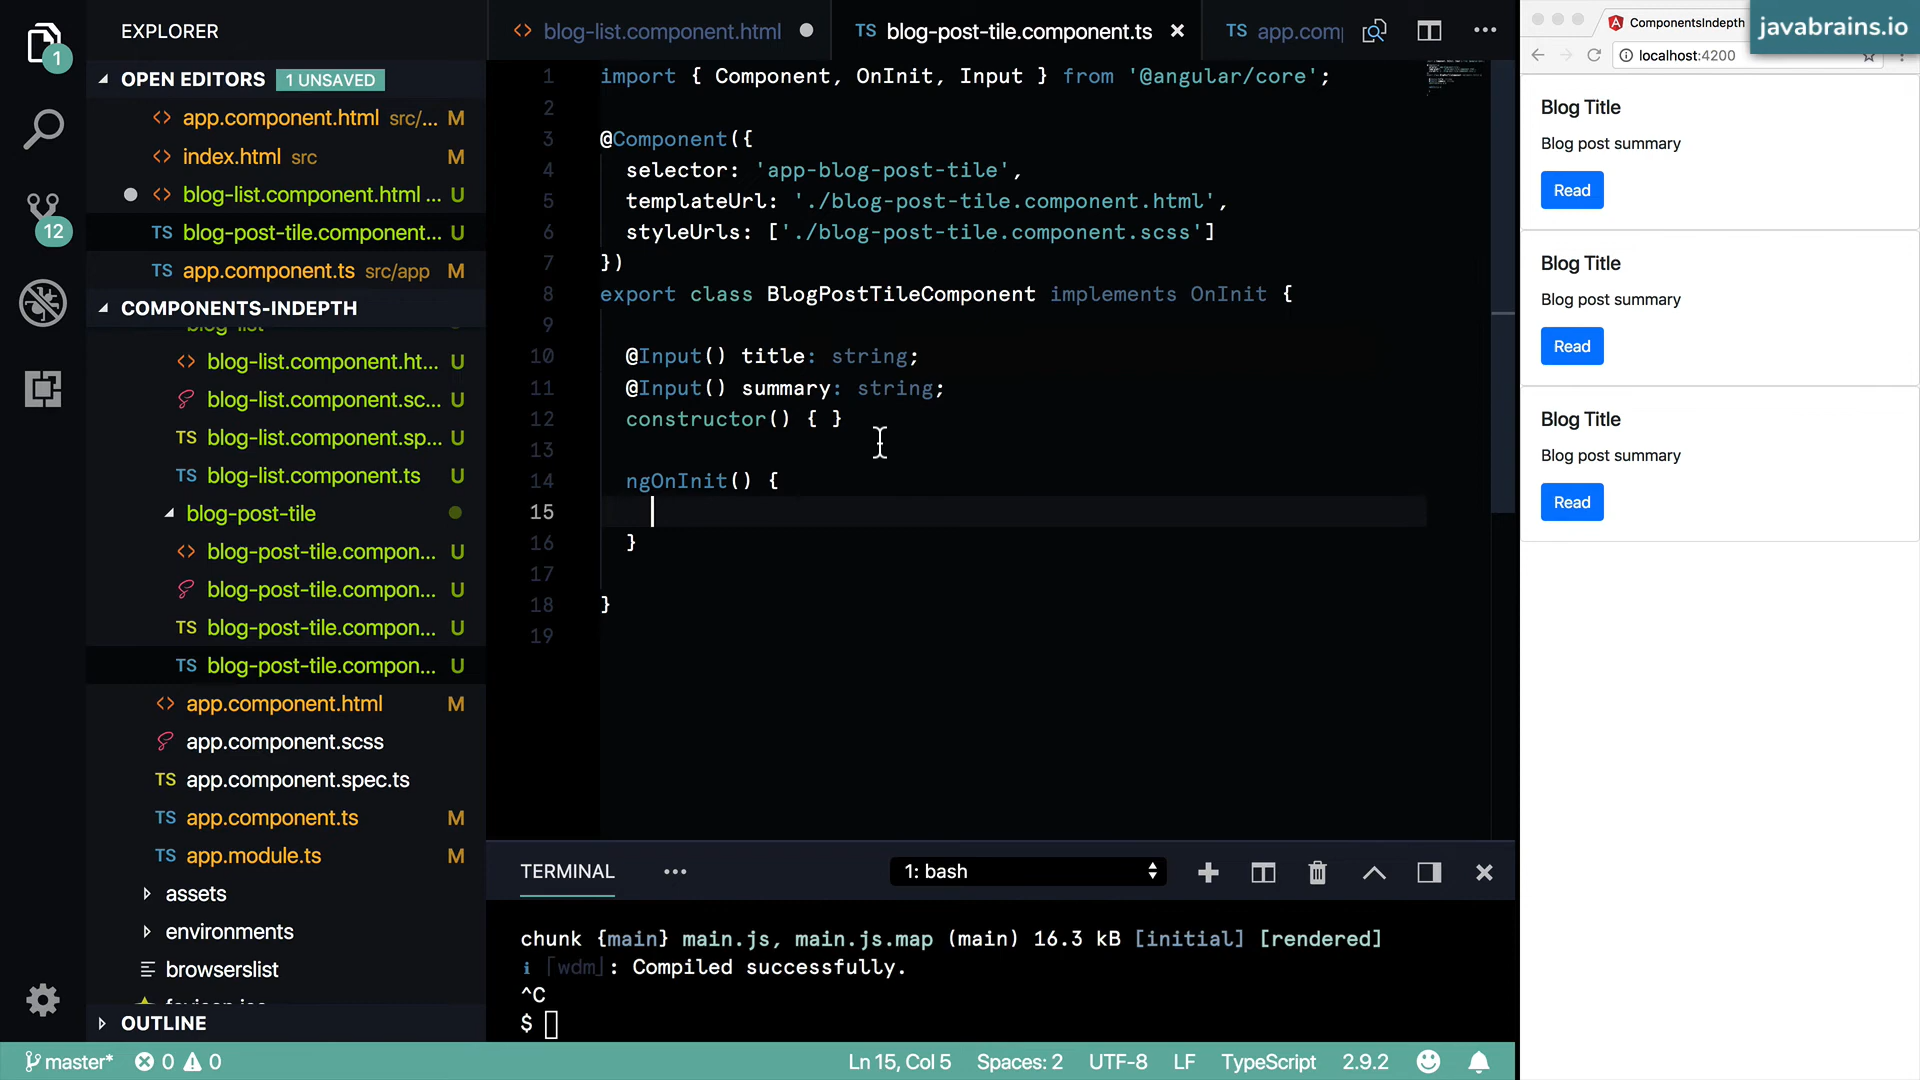 EXPLORER
OPEN EDITORS 1 UNSAVED
app.component.html src/... M
index.html src M
blog-list.component.html ... U
TS blog-post-tile.component... U
TS app.component.ts src/app M
COMPONENTS-INDEPTH
blog-list
blog-list.component.ht... U
blog-list.component.sc... U
TS blog-list.component.sp... U
TS blog-list.component.ts U
blog-post-tile
blog-post-tile.compon... U
blog-post-tile.compon... U
TS blog-post-tile.compon... U
TS blog-post-tile.compon... U
app.component.html M
app.component.scss
TS app.component.spec.ts
TS app.component.ts M
TS app.module.ts M
assets
environments
browserslist
favicon.ico
OUTLINE
1
12
<> blog-list.component.html
TS blog-post-tile.component.ts
TS app.com
1 import { Component, OnInit, Input } from '@angular/core';
2
3 @Component({
4 selector: 'app-blog-post-tile',
5 templateUrl: './blog-post-tile.component.html',
6 styleUrls: ['./blog-post-tile.component.scss']
7 })
8 export class BlogPostTileComponent implements OnInit {
9
10 @Input() title: string;
11 @Input() summary: string;
12 constructor() { }
13
14 ngOnInit() {
15
16 }
17
18 }
19
TERMINAL ... 1: bash
chunk {main} main.js, main.js.map (main) 16.3 kB [initial] [rendered]
i ｢wdm｣: Compiled successfully.
^C
$
master* 0 0 Ln 15, Col 5 Spaces: 2 UTF-8 LF TypeScript 2.9.2
ComponentsIndepth
javabrains.io
localhost:4200
Blog Title
Blog post summary
Read
Blog Title
Blog post summary
Read
Blog Title
Blog post summary
Read